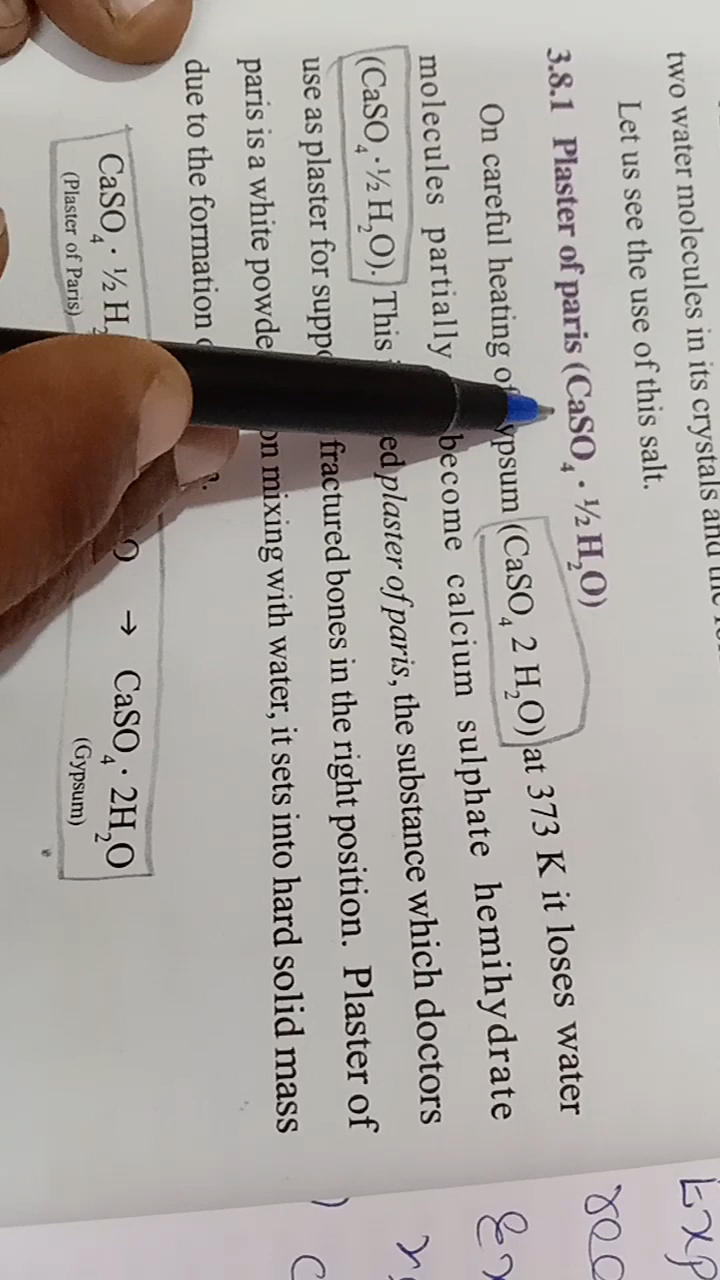 two water molecules in its crystals and the
Let us see the use of this salt.
3.8.1 Plaster of paris (CaSO₄·½H₂O)
On careful heating of ypsum (CaSO₄ 2 H₂O) at 373 K it loses water
molecules partially become calcium sulphate hemihydrate
(CaSO₄·½ H₂O). This ed plaster of paris, the substance which doctors
use as plaster for supp fractured bones in the right position. Plaster of
paris is a white powde on mixing with water, it sets into hard solid mass
due to the formation
CaSO₄· ½ H₂ O → CaSO₄· 2H₂O
(Plaster of Paris) (Gypsum)